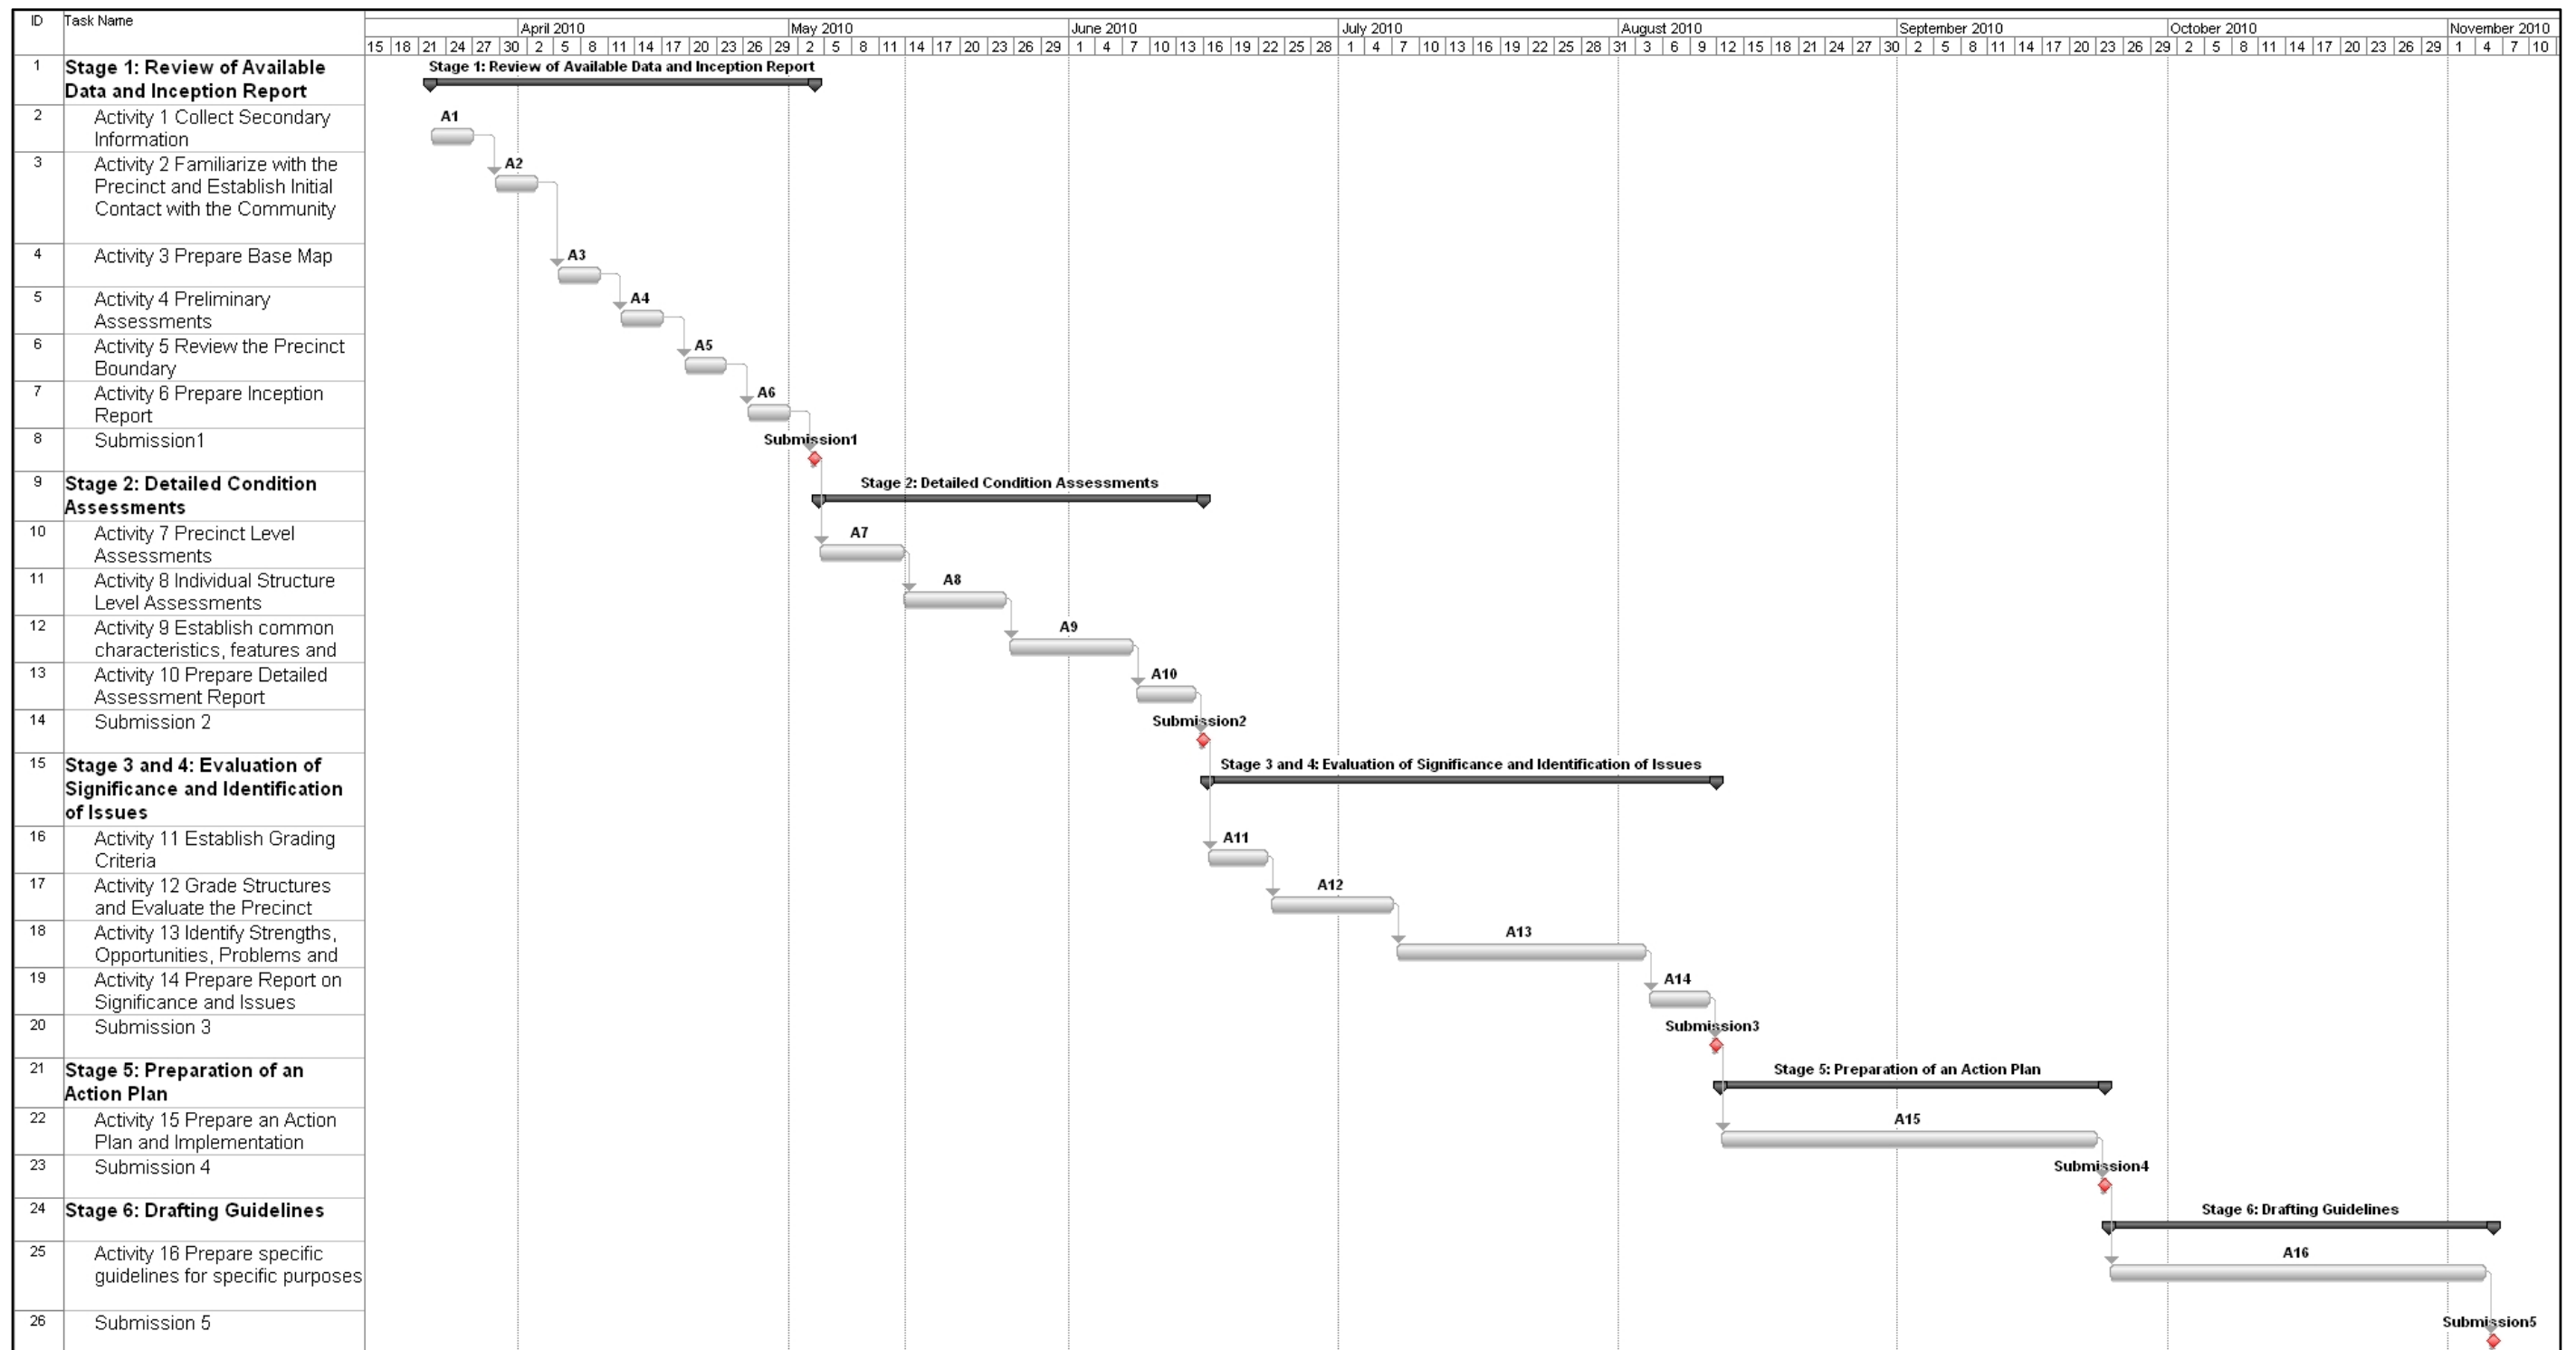 ID Task Name
April 2010 May 2010 June 2010 July 2010 August 2010 September 2010 October 2010 November 2010
15 18 21 24 27 30 2 5 8 11 14 17 20 23 26 29 2 5 8 11 14 17 20 23 26 29 1 4 7 10 13 16 19 22 25 28 1 4 7 10 13 16 19 22 25 28 31 3 6 9 12 15 18 21 24 27 30 2 5 8 11 14 17 20 23 26 29 2 5 8 11 14 17 20 23 26 29 1 4 7 10
1 Stage 1: Review of Available
Data and Inception Report
Stage 1: Review of Available Data and Inception Report
2 Activity 1 Collect Secondary
Information
A1
3 Activity 2 Familiarize with the
Precinct and Establish Initial
Contact with the Community
A2
4 Activity 3 Prepare Base Map
A3
5 Activity 4 Preliminary
Assessments
A4
6 Activity 5 Review the Precinct
Boundary
A5
7 Activity 6 Prepare Inception
Report
A6
8 Submission1
Submission1
9 Stage 2: Detailed Condition
Assessments
Stage 2: Detailed Condition Assessments
10 Activity 7 Precinct Level
Assessments
A7
11 Activity 8 Individual Structure
Level Assessments
A8
12 Activity 9 Establish common
characteristics, features and
A9
13 Activity 10 Prepare Detailed
Assessment Report
A10
14 Submission 2
Submission2
15 Stage 3 and 4: Evaluation of
Significance and Identification
of Issues
Stage 3 and 4: Evaluation of Significance and Identification of Issues
16 Activity 11 Establish Grading
Criteria
A11
17 Activity 12 Grade Structures
and Evaluate the Precinct
A12
18 Activity 13 Identify Strengths,
Opportunities, Problems and
A13
19 Activity 14 Prepare Report on
Significance and Issues
A14
20 Submission 3
Submission3
21 Stage 5: Preparation of an
Action Plan
Stage 5: Preparation of an Action Plan
22 Activity 15 Prepare an Action
Plan and Implementation
A15
23 Submission 4
Submission4
24 Stage 6: Drafting Guidelines
Stage 6: Drafting Guidelines
25 Activity 16 Prepare specific
guidelines for specific purposes
A16
26 Submission 5
Submission5